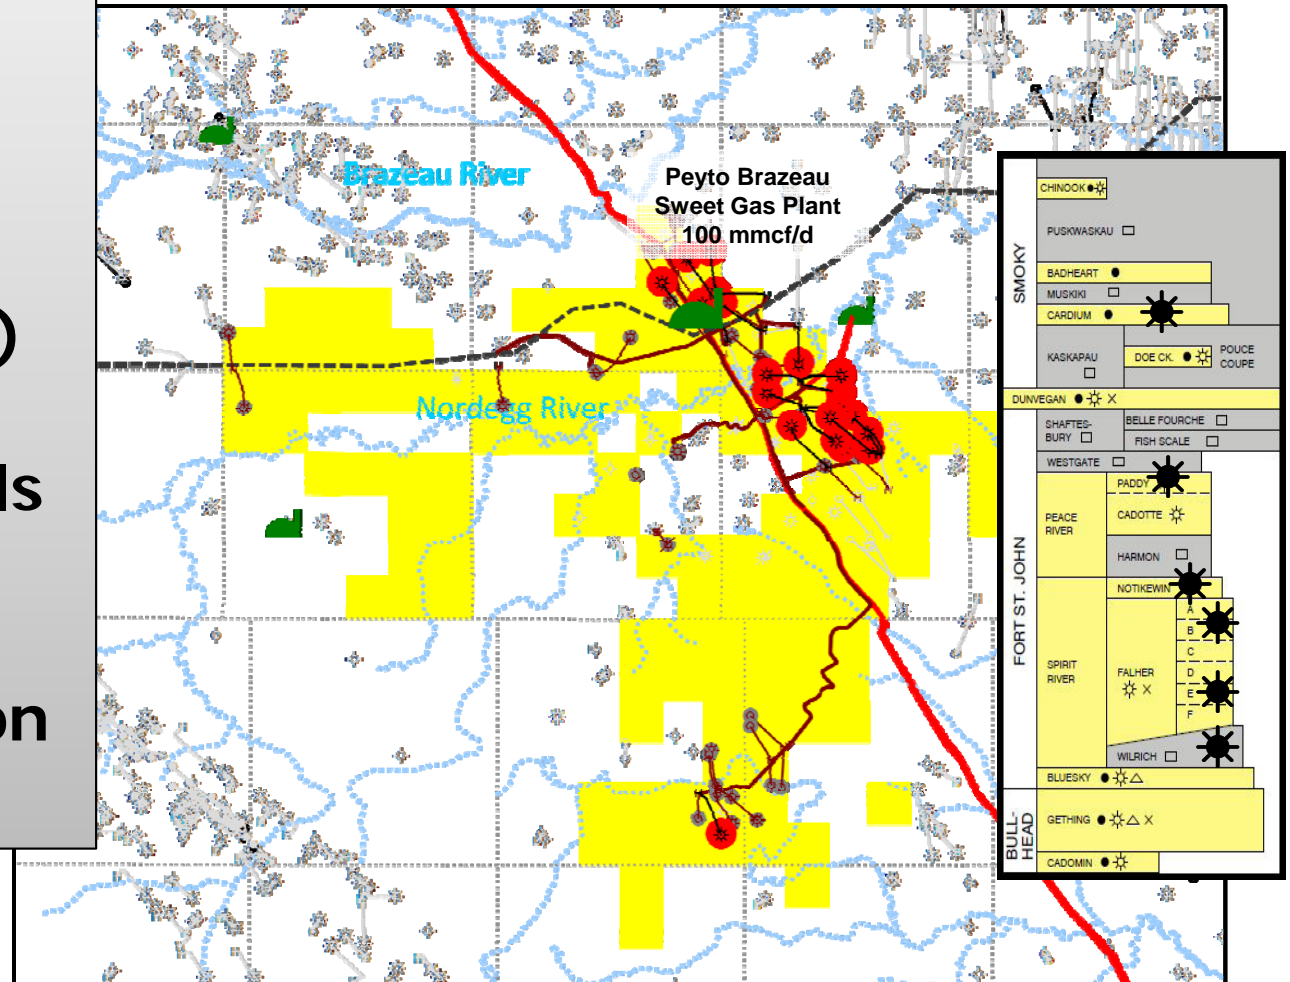 )
ls
on
Brazeau River
Peyto Brazeau
Sweet Gas Plant
100 mmcf/d
Nordegg River
SMOKY
CHINOOK
PUSKWASKAU
BADHEART
MUSKIKI
CARDIUM
KASKAPAU
DOE CK.
POUCE
COUPE
DUNVEGAN
SHAFTES-
BURY
BELLE FOURCHE
FISH SCALE
WESTGATE
FORT ST. JOHN
PEACE
RIVER
PADDY
CADOTTE
HARMON
SPIRIT
RIVER
NOTIKEWIN
FALHER
A
B
C
D
E
F
WILRICH
BLUESKY
BULL-
HEAD
GETHING
CADOMIN